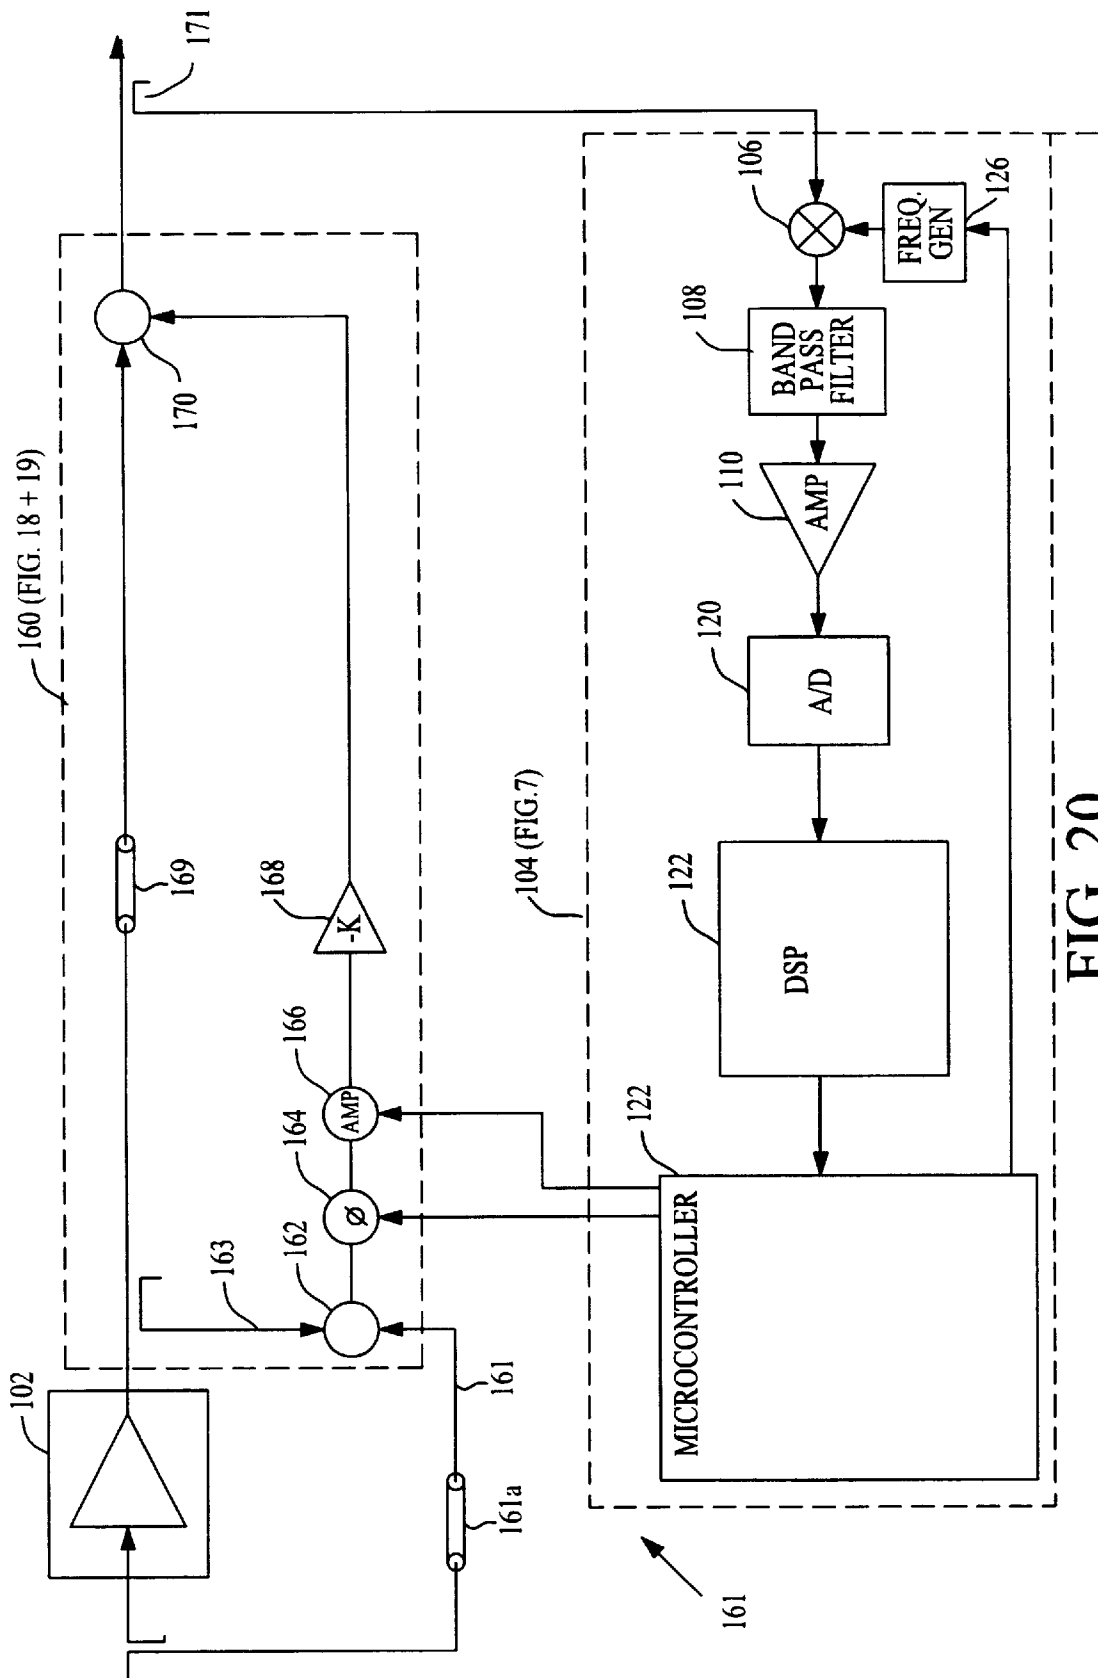 102
160 (FIG. 18 + 19)
171
169
170
163
162
164
Ø
166
AMP
168
-K
161
161a
104 (FIG.7)
106
108
BAND
PASS
FILTER
FREQ.
GEN
126
110
AMP
120
A/D
122
DSP
122
MICROCONTROLLER
161
FIG. 20